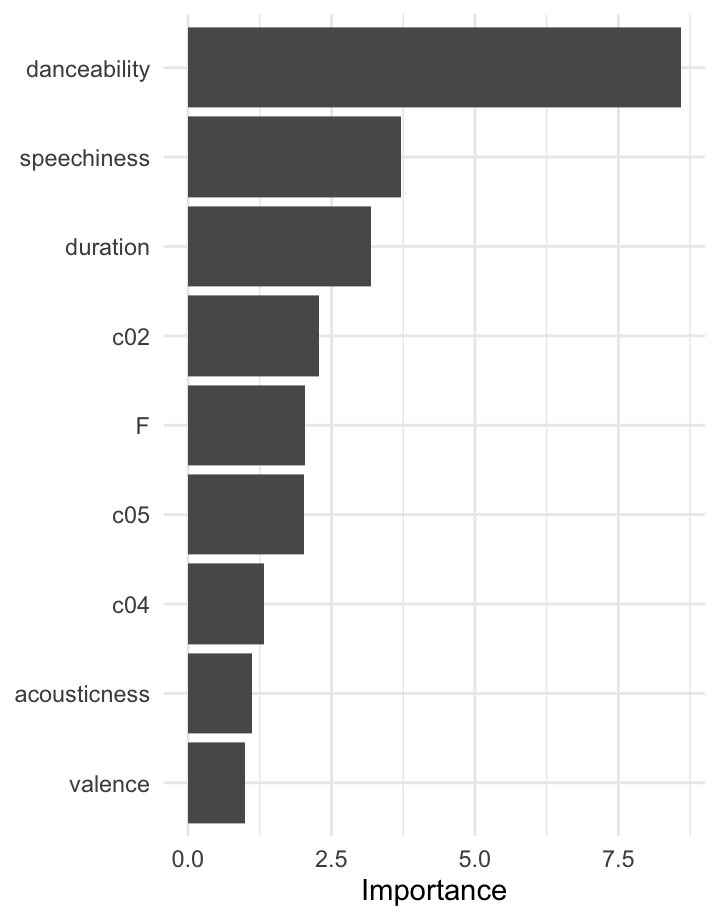 danceability
speechiness
duration
c02
F
c05
c04
acousticness
valence
0.0 2.5 5.0 7.5
Importance